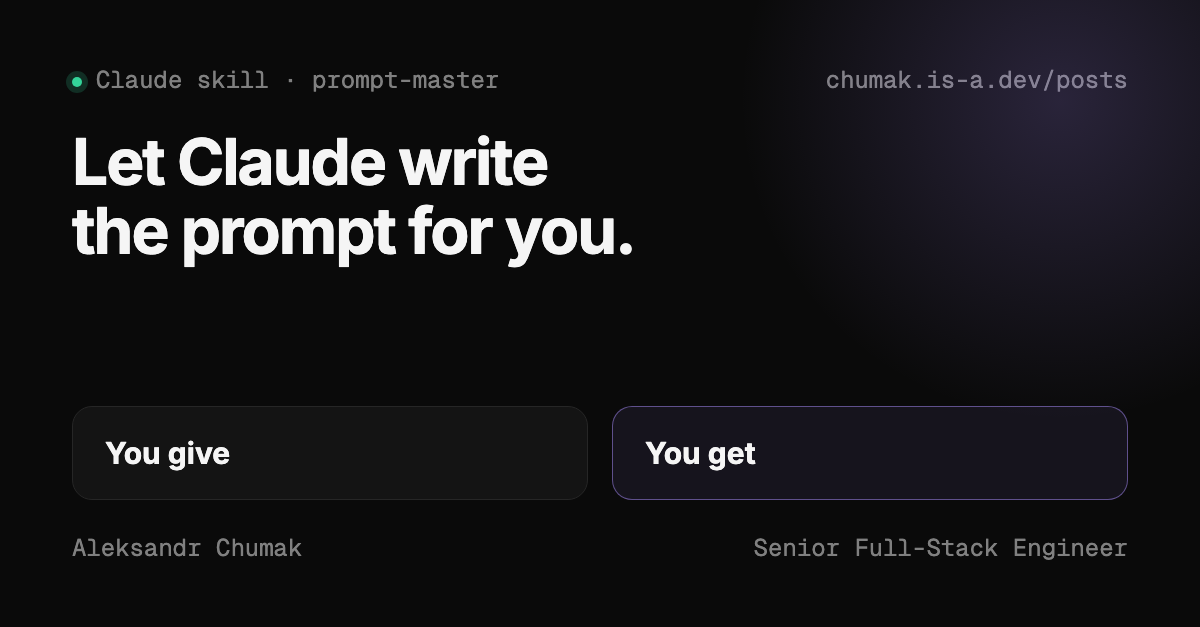 Claude skill · prompt-master
chumak.is-a.dev/posts
Let Claude write
the prompt for you.
You give
You get
Aleksandr Chumak
Senior Full-Stack Engineer